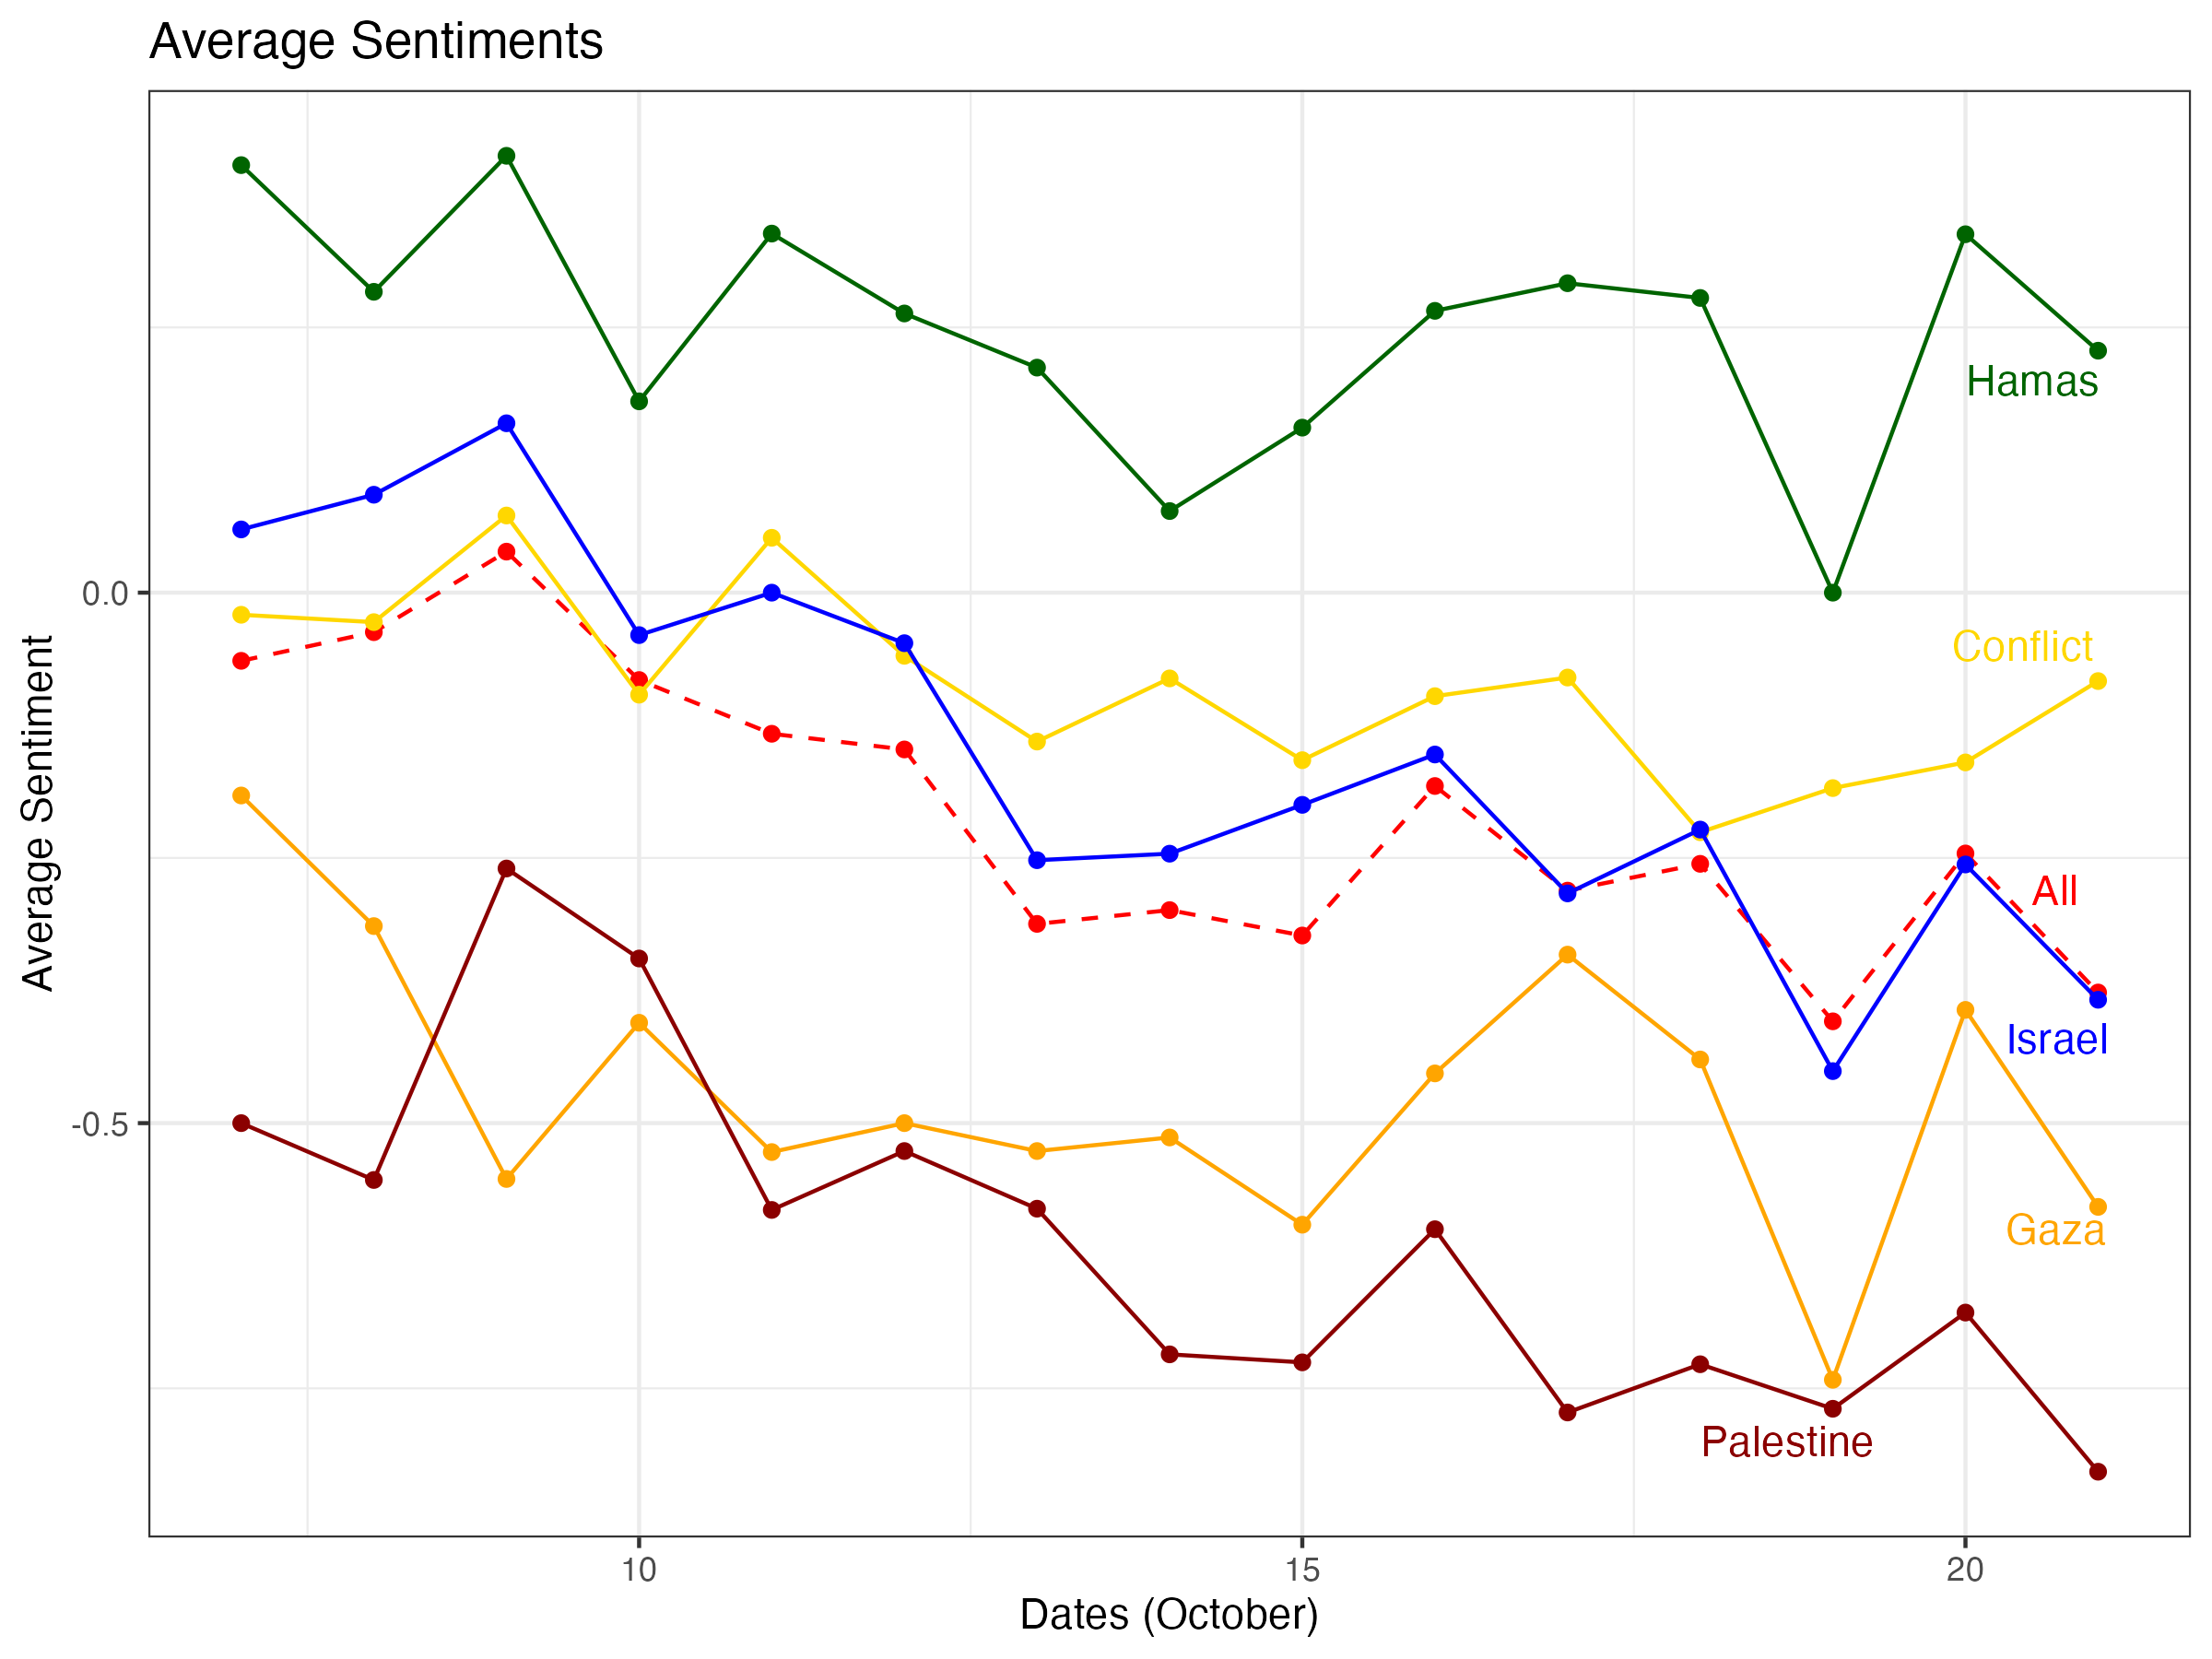 Average Sentiments
Hamas
0.0
Conflict
All
Israel
-0.5
Gaza
Palestine
10
15
20
Dates (October)
Average Sentiment